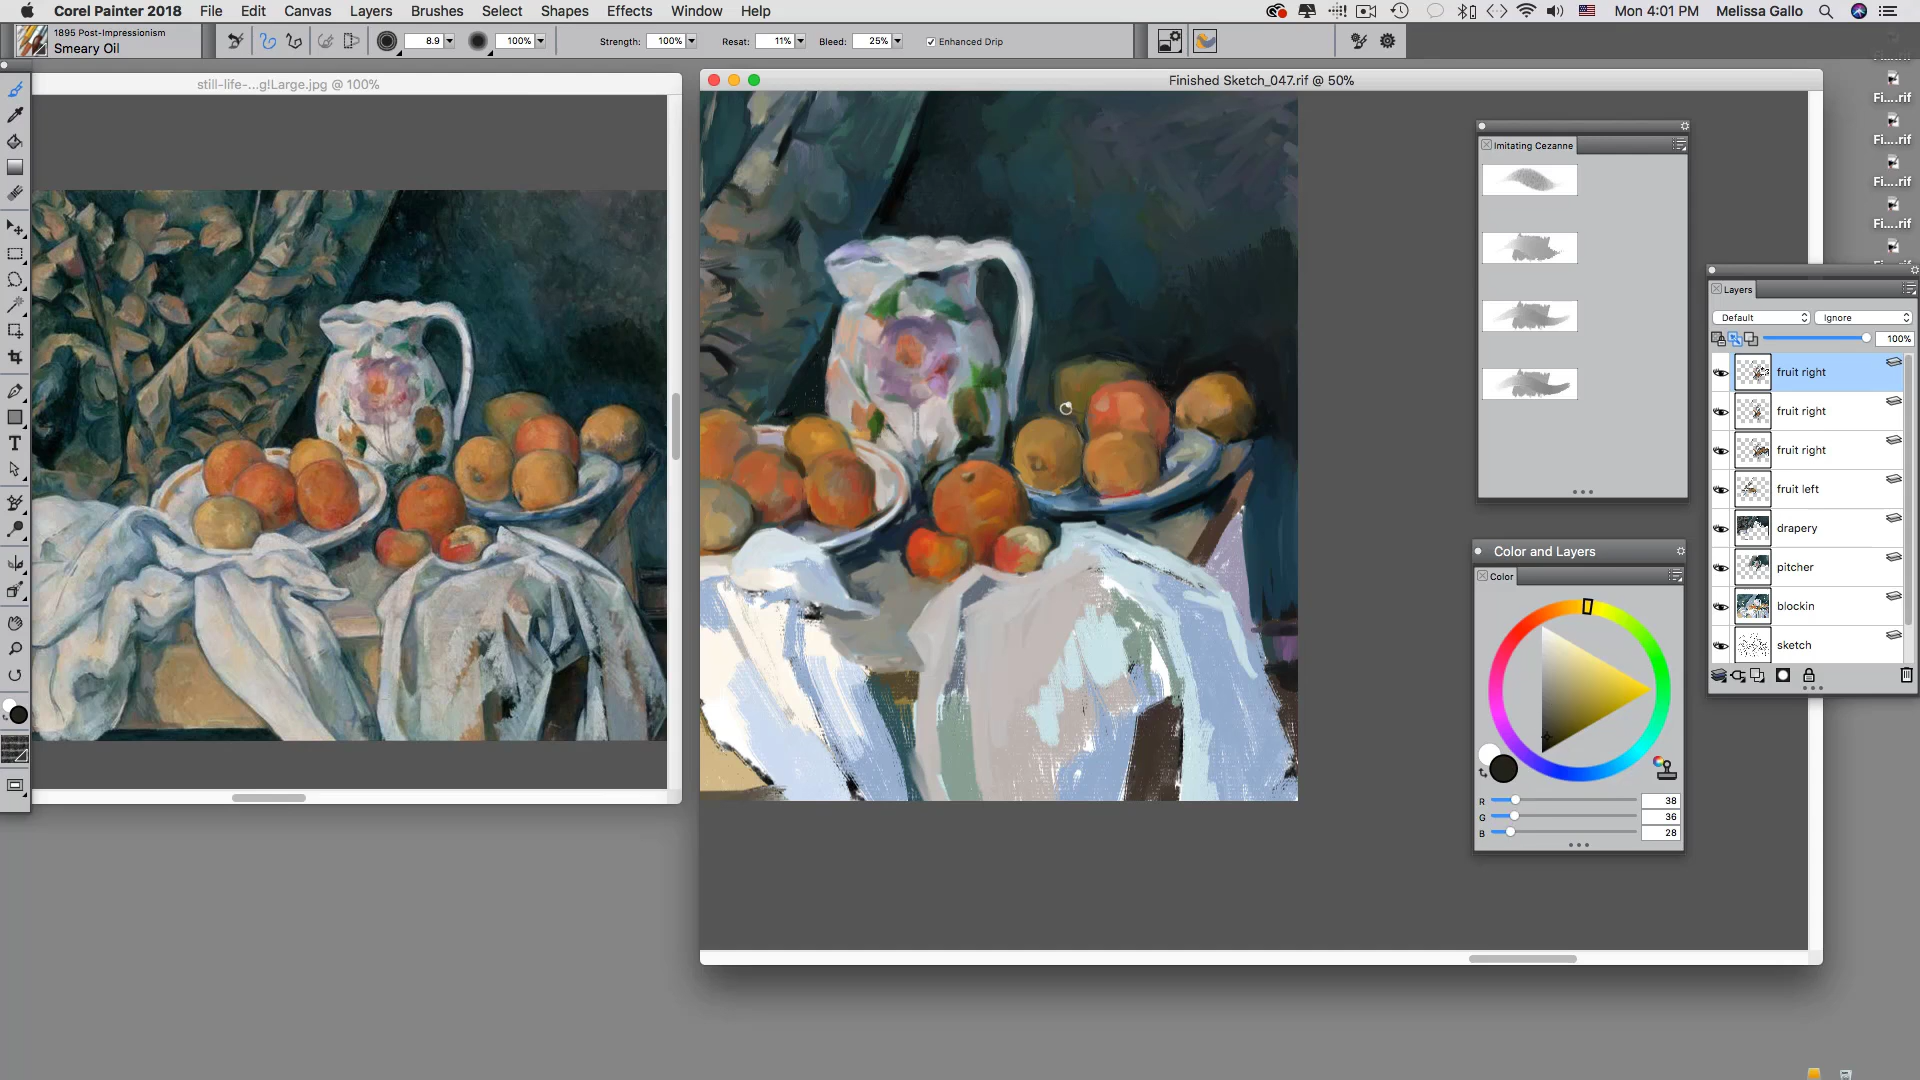 Corel Painter 2018 File Edit Canvas Layers Brushes Select Shapes Effects Window Help Mon 4:01 PM Melissa Gallo
1895 Post-Impressionism
Smeary Oil
8.9 100% Strength: 100% Resat: 11% Bleed: 25% Enhanced Drip
still-life-...g!Large.jpg @ 100%
Finished Sketch_047.rif @ 50%
Fi....rif
Fi....rif
Fi....rif
Fi....rif
Imitating Cezanne
Layers
Default Ignore
100%
fruit right
fruit right
fruit right
fruit left
drapery
pitcher
blockin
sketch
Color and Layers
Color
R 38
G 36
B 28
T